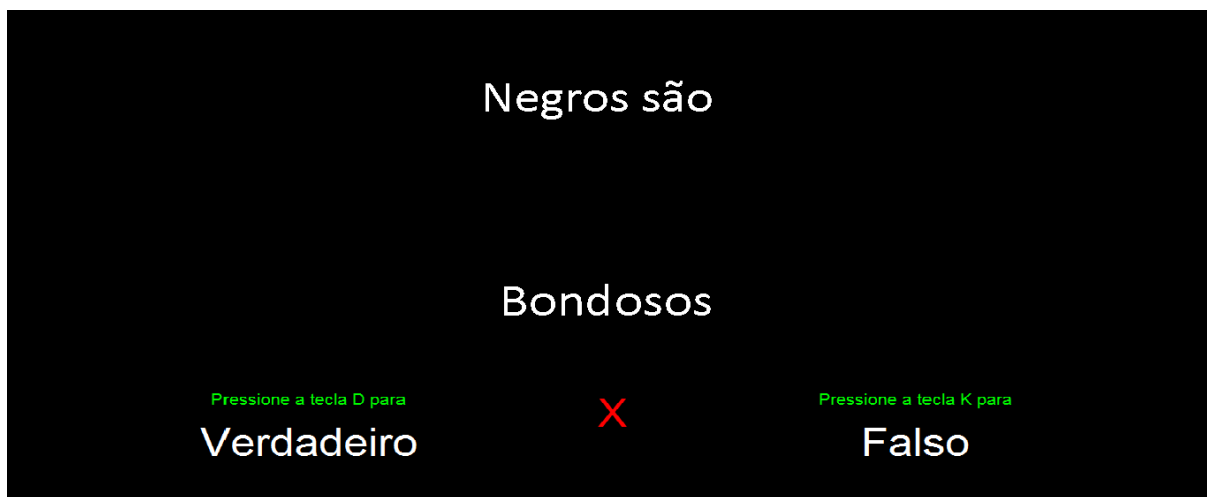 Negros são
Bondosos
Pressione a tecla D para
Verdadeiro
X
Pressione a tecla K para
Falso